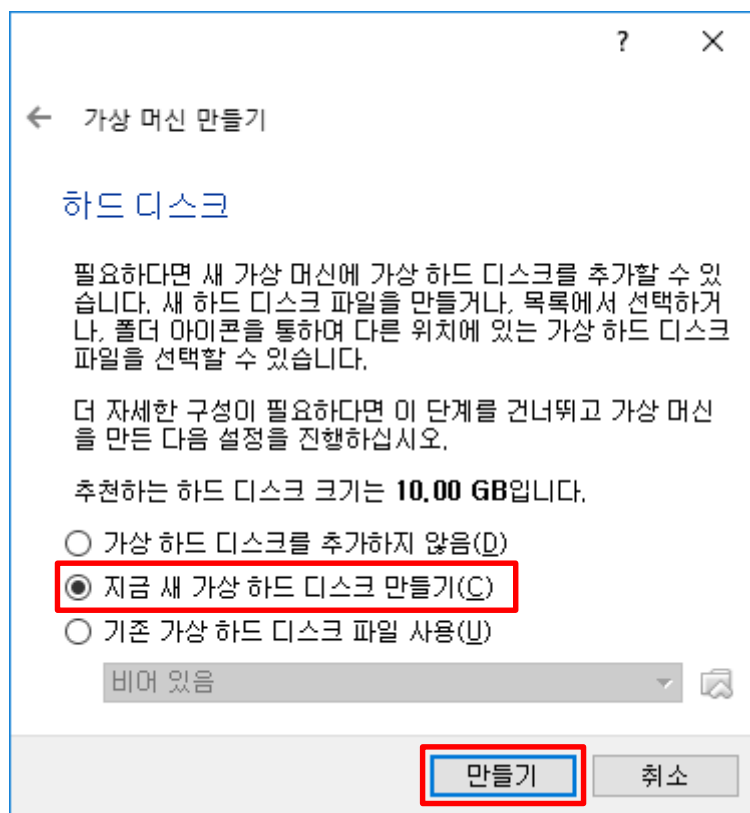 ?
가상 머신 만들기
하드 디스크
필요하다면 새 가상 머신에 가상 하드 디스크를 추가할 수 있
습니다. 새 하드 디스크 파일을 만들거나, 목록에서 선택하거
나, 폴더 아이콘을 통하여 다른 위치에 있는 가상 하드 디스크
파일을 선택할 수 있습니다.
더 자세한 구성이 필요하다면 이 단계를 건너뛰고 가상 머신
을 만든 다음 설정을 진행하십시오.
추천하는 하드 디스크 크기는 10,00 GB입니다.
가상 하드 디스크를 추가하지 않음(D)
지금 새 가상 하드 디스크 만들기(C)
기존 가상 하드 디스크 파일 사용(U)
비어 있음
만들기 취소